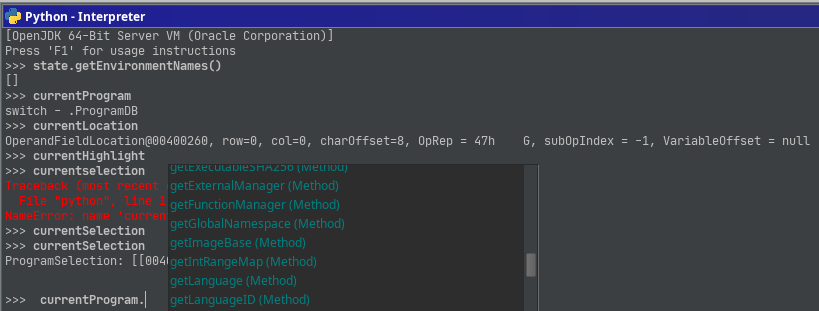 Python - Interpreter
[OpenJDK 64-Bit Server VM (Oracle Corporation)]
Press 'F1' for usage instructions
>>> state.getEnvironmentNames()
[]
>>> currentProgram
switch - .ProgramDB
>>> currentLocation
OperandFieldLocation@00400260, row=0, col=0, charOffset=8, OpRep = 47h    G, subOpIndex = -1, VariableOffset = null
>>> currentHighlight
>>> currentselection
Traceback (most recent
File "python", line 1
NameError: name 'curren
>>> currentSelection
>>> currentSelection
ProgramSelection: [[004
>>>  currentProgram.
getExecutableSHA256 (Method)
getExternalManager (Method)
getFunctionManager (Method)
getGlobalNamespace (Method)
getImageBase (Method)
getIntRangeMap (Method)
getLanguage (Method)
getLanguageID (Method)